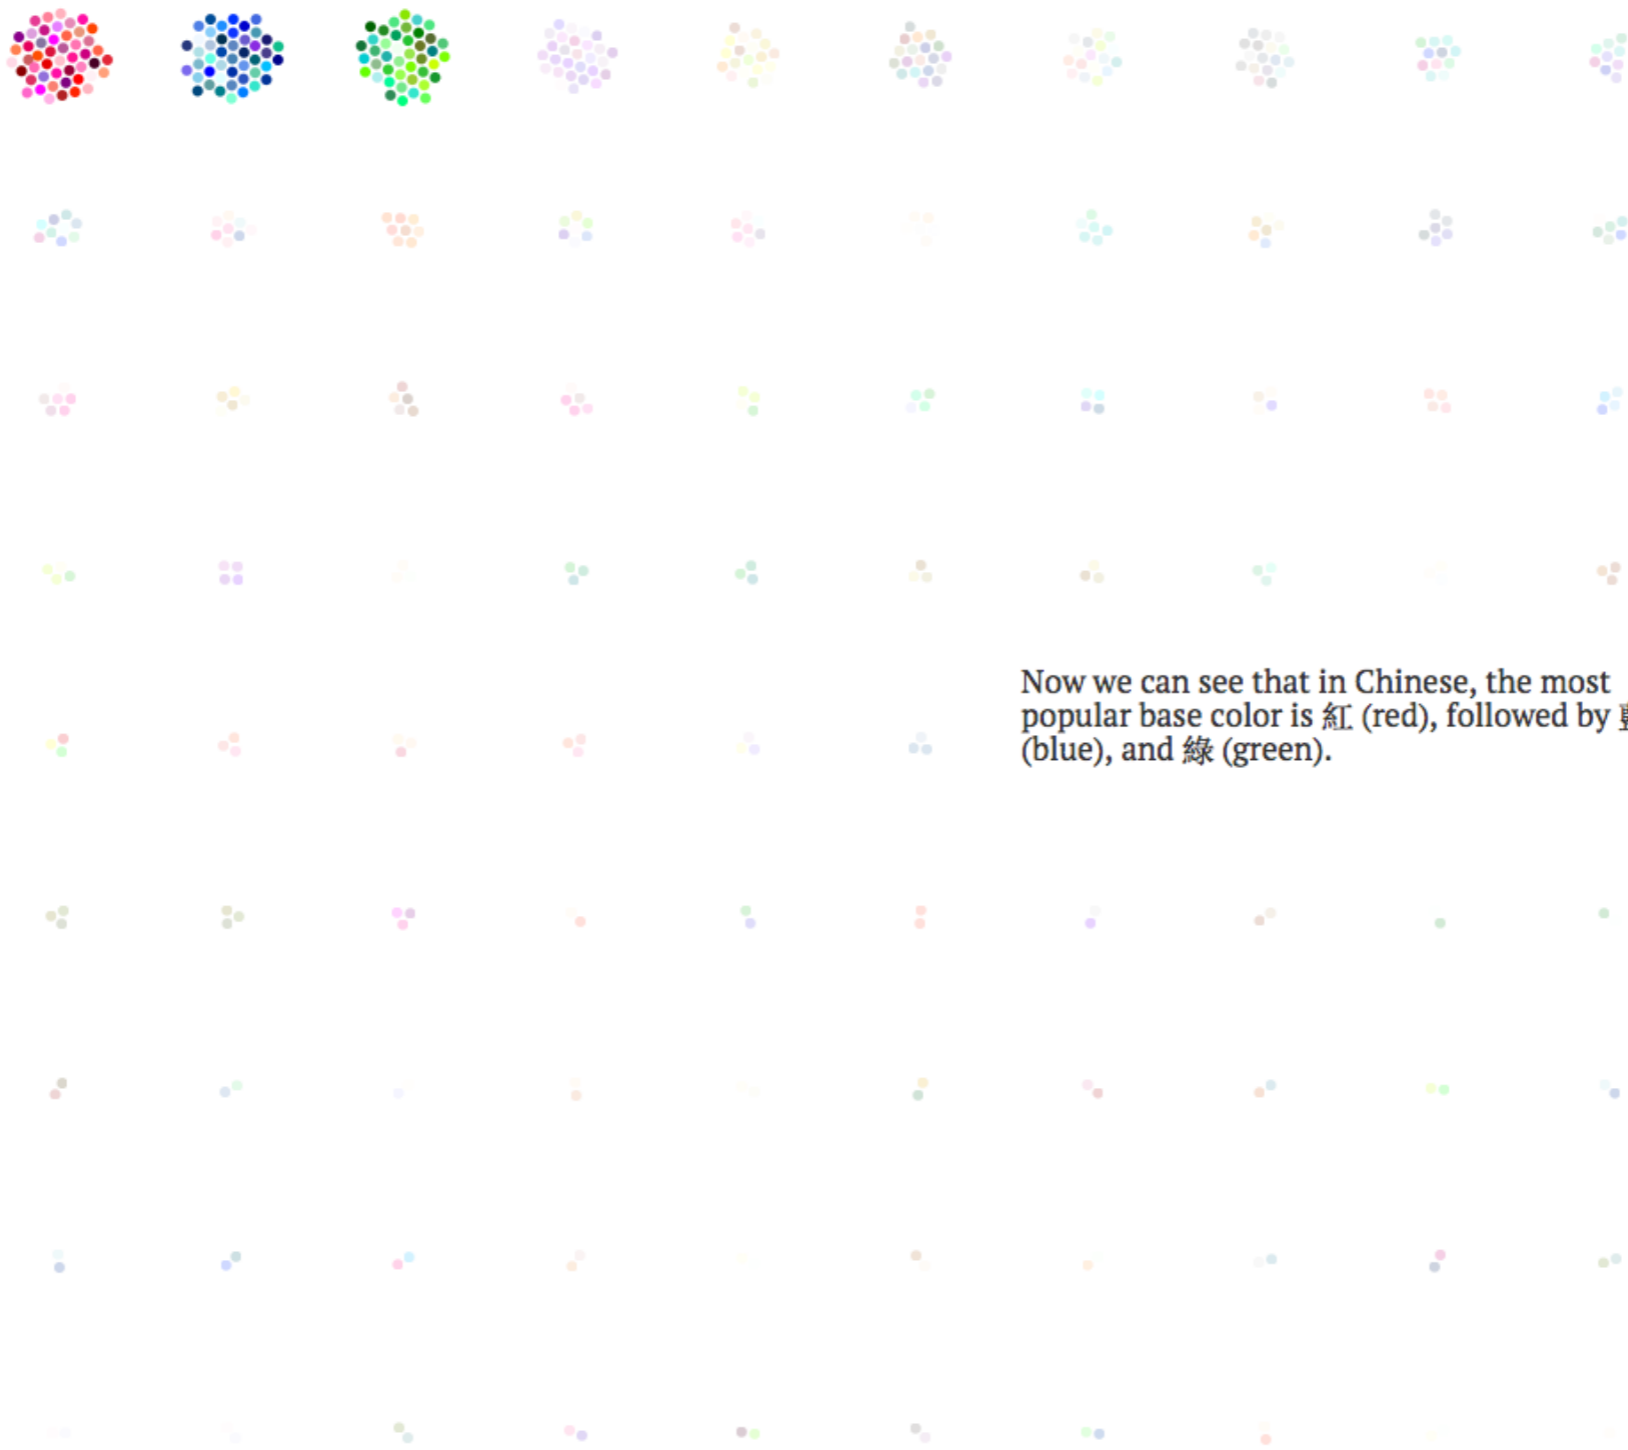 Now we can see that in Chinese, the most
popular base color is 紅 (red), followed by
(blue), and 綠 (green).